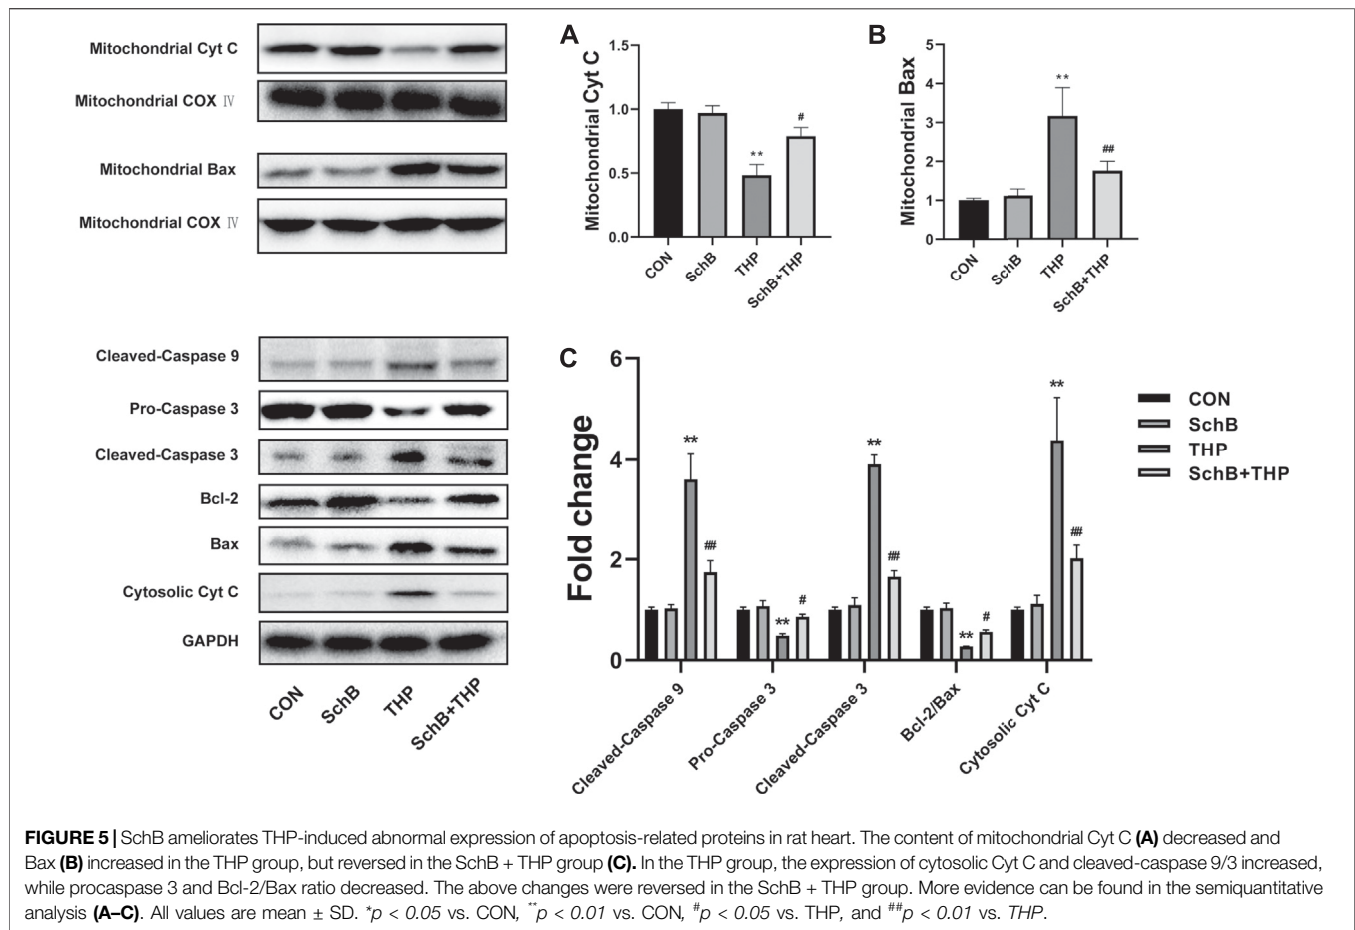 Mitochondrial Cyt C
Mitochondrial COX Ⅳ
Mitochondrial Bax
Mitochondrial COX Ⅳ
A
Mitochondrial Cyt C
1.5
1.0
0.5
0.0
**
#
CON
SchB
THP
SchB+THP
B
Mitochondrial Bax
5
4
3
2
1
0
**
##
CON
SchB
THP
SchB+THP
Cleaved-Caspase 9
Pro-Caspase 3
Cleaved-Caspase 3
Bcl-2
Bax
Cytosolic Cyt C
GAPDH
CON
SchB
THP
SchB+THP
C
Fold change
6
4
2
0
**
##
**
#
**
##
**
#
**
##
Cleaved-Caspase 9
Pro-Caspase 3
Cleaved-Caspase 3
Bcl-2/Bax
Cytosolic Cyt C
CON
SchB
THP
SchB+THP
FIGURE 5 | SchB ameliorates THP-induced abnormal expression of apoptosis-related proteins in rat heart. The content of mitochondrial Cyt C (A) decreased and
Bax (B) increased in the THP group, but reversed in the SchB + THP group (C). In the THP group, the expression of cytosolic Cyt C and cleaved-caspase 9/3 increased,
while procaspase 3 and Bcl-2/Bax ratio decreased. The above changes were reversed in the SchB + THP group. More evidence can be found in the semiquantitative
analysis (A–C). All values are mean ± SD. *p < 0.05 vs. CON, **p < 0.01 vs. CON, #p < 0.05 vs. THP, and ##p < 0.01 vs. THP.